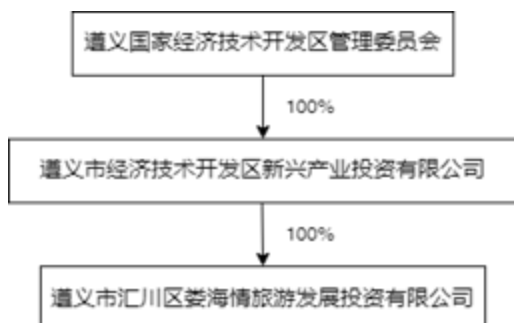 遵义国家经济技术开发区管理委员会
100%
遵义市经济技术开发区新兴产业投资有限公司
100%
遵义市汇川区娄海情旅游发展投资有限公司